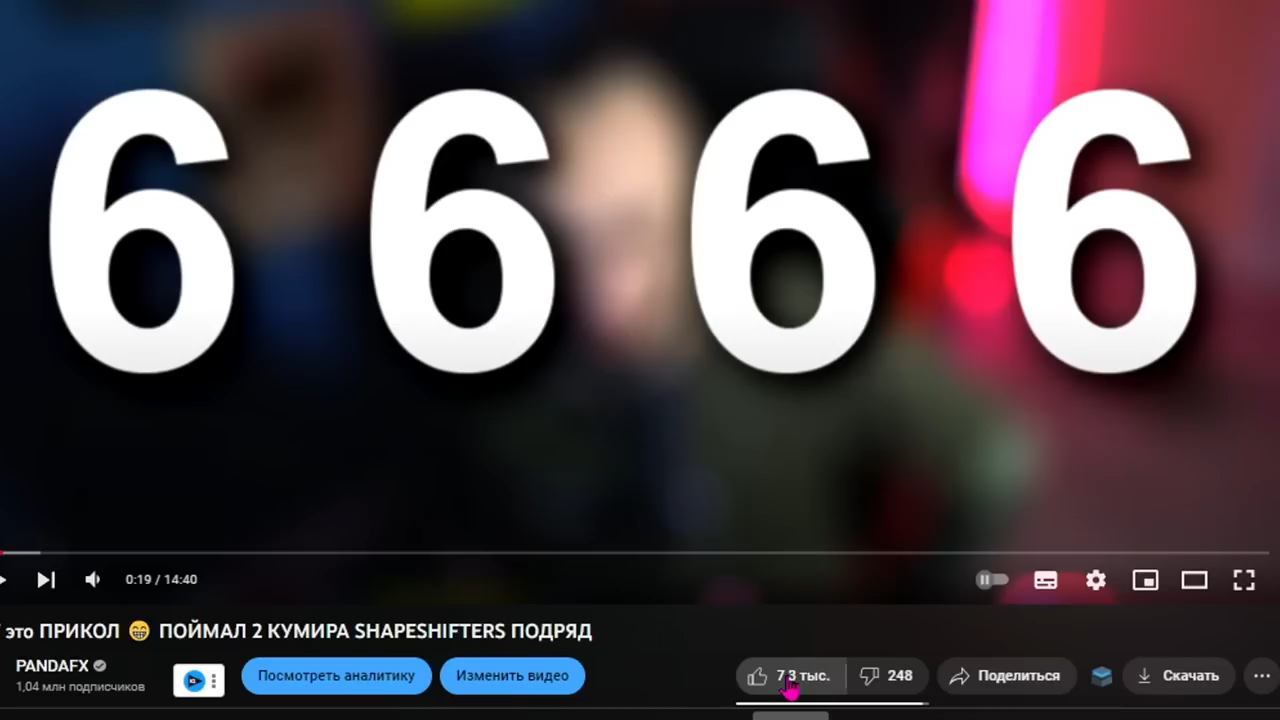 6 6 6 6
0:19 / 14:40
это ПРИКОЛ 😁 ПОЙМАЛ 2 КУМИРА SHAPESHIFTERS ПОДРЯД
PANDAFX
1,04 млн подписчиков
Посмотреть аналитику
Изменить видео
7,3 тыс.
248
Поделиться
Скачать